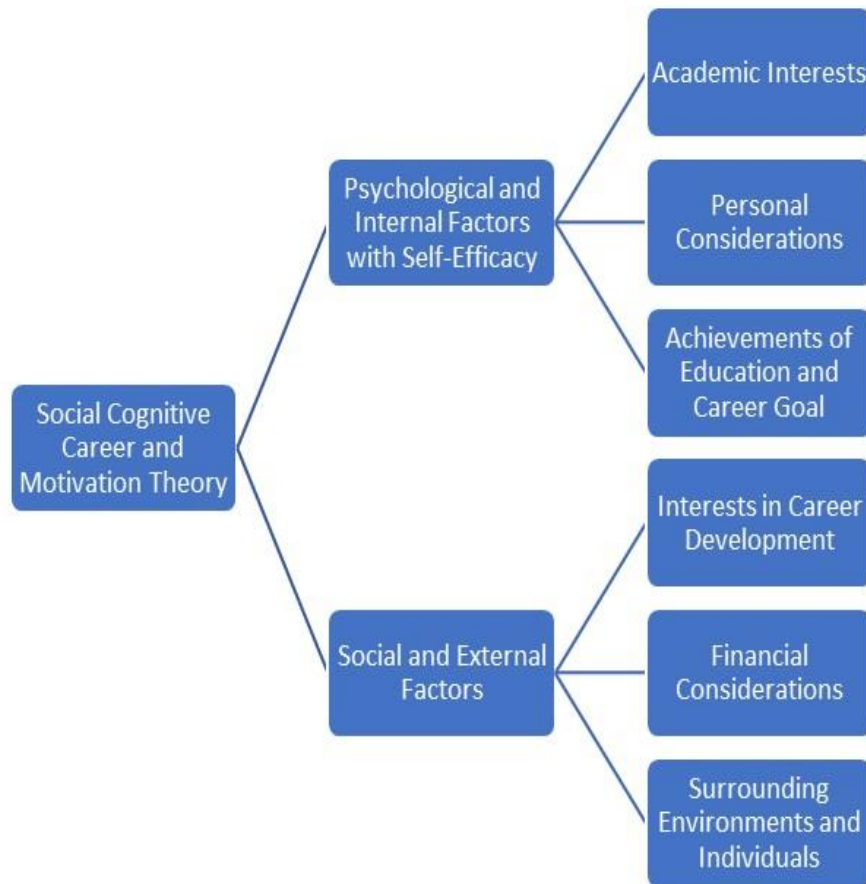 Academic Interests
Psychological and
Internal Factors
with Self-Efficacy
Personal
Considerations
Achievements of
Education and
Career Goal
Social Cognitive
Career and
Motivation Theory
Interests in Career
Development
Social and External
Factors
Financial
Considerations
Surrounding
Environments and
Individuals